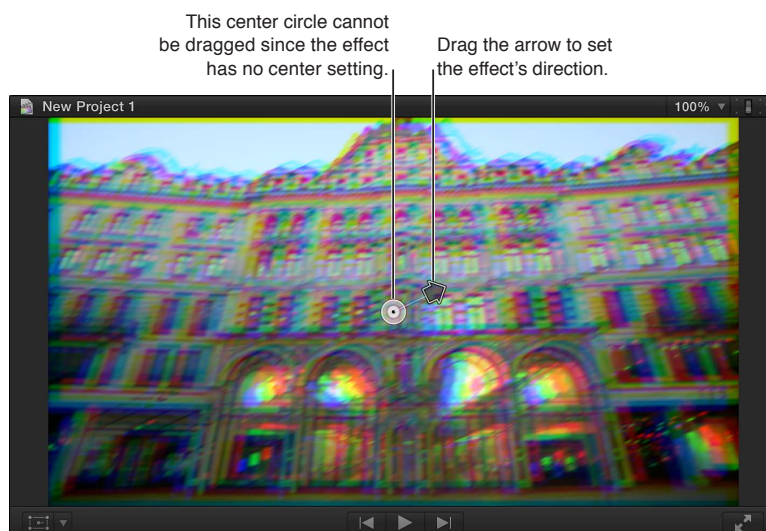 This center circle cannot
be dragged since the effect
has no center setting.
Drag the arrow to set
the effect's direction.
New Project 1
100%